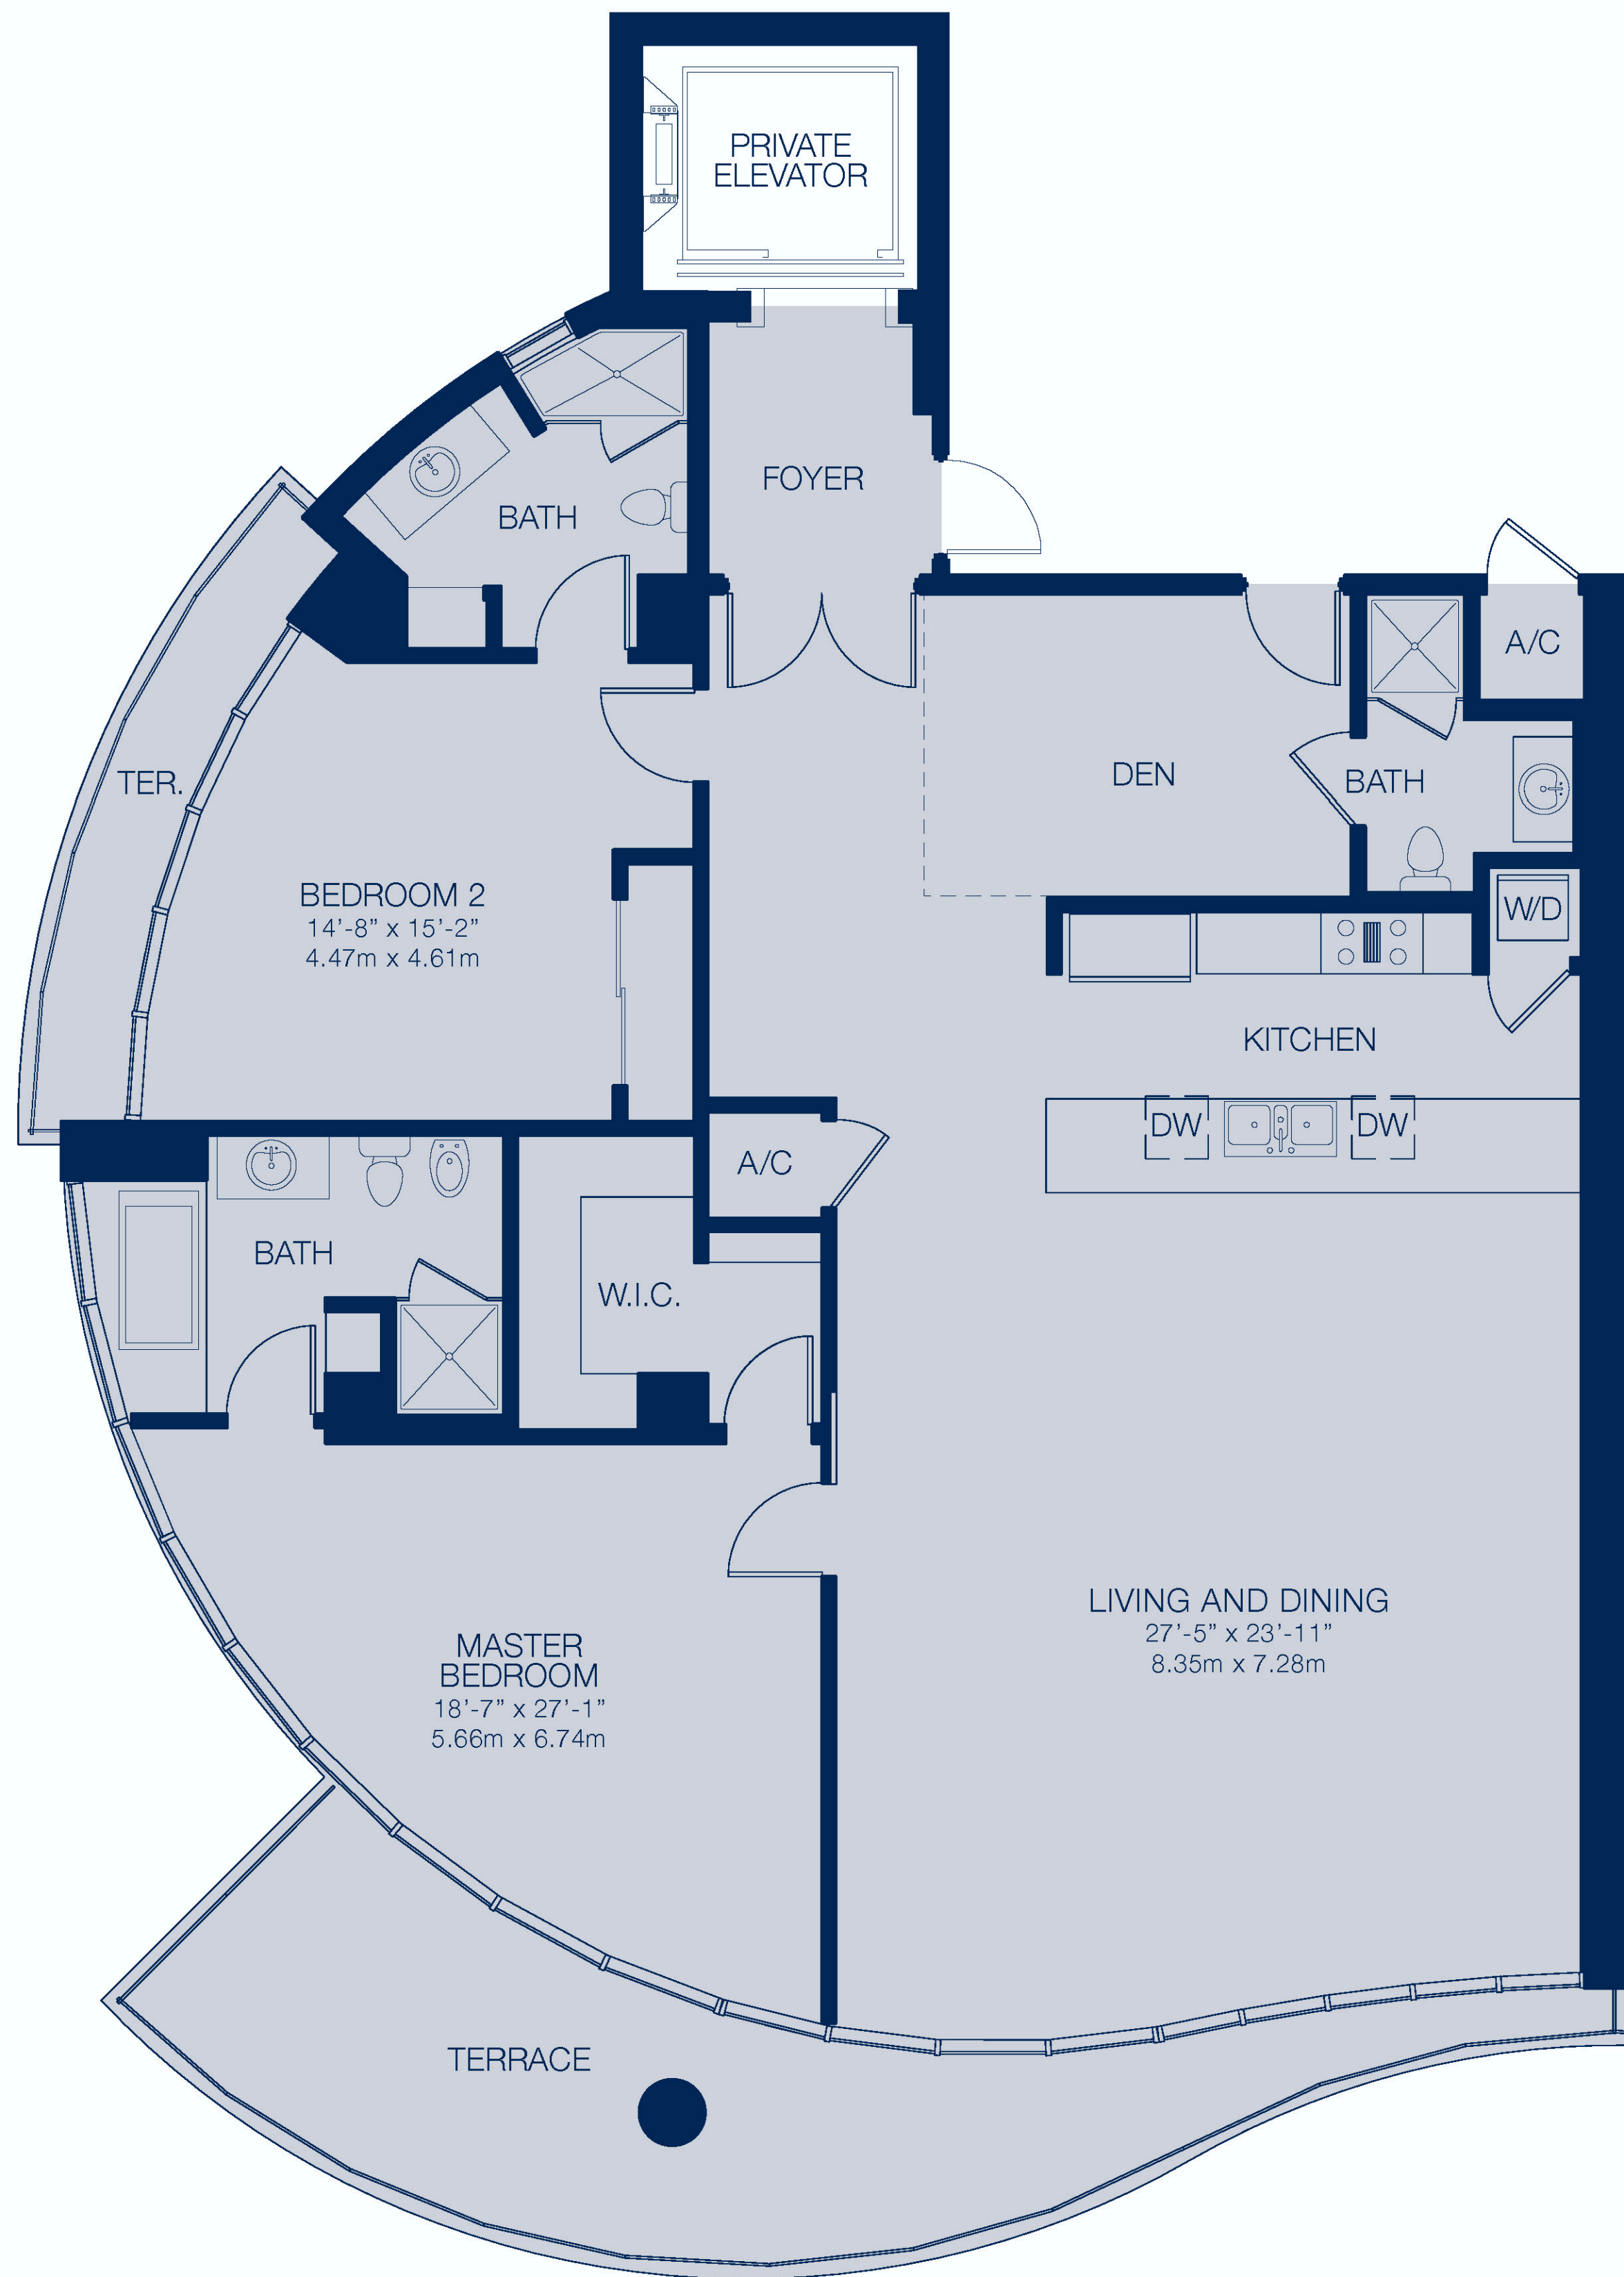 PRIVATE
ELEVATOR
FOYER
BATH
A/C
TER.
DEN
BATH
BEDROOM 2
14'-8” x 15'-2”
4.47m x 4.61m
W/D
KITCHEN
DW
DW
A/C
BATH
W.I.C.
LIVING AND DINING
27'-5” x 23'-11”
8.35m x 7.28m
MASTER
BEDROOM
18'-7” x 27'-1”
5.66m x 6.74m
TERRACE